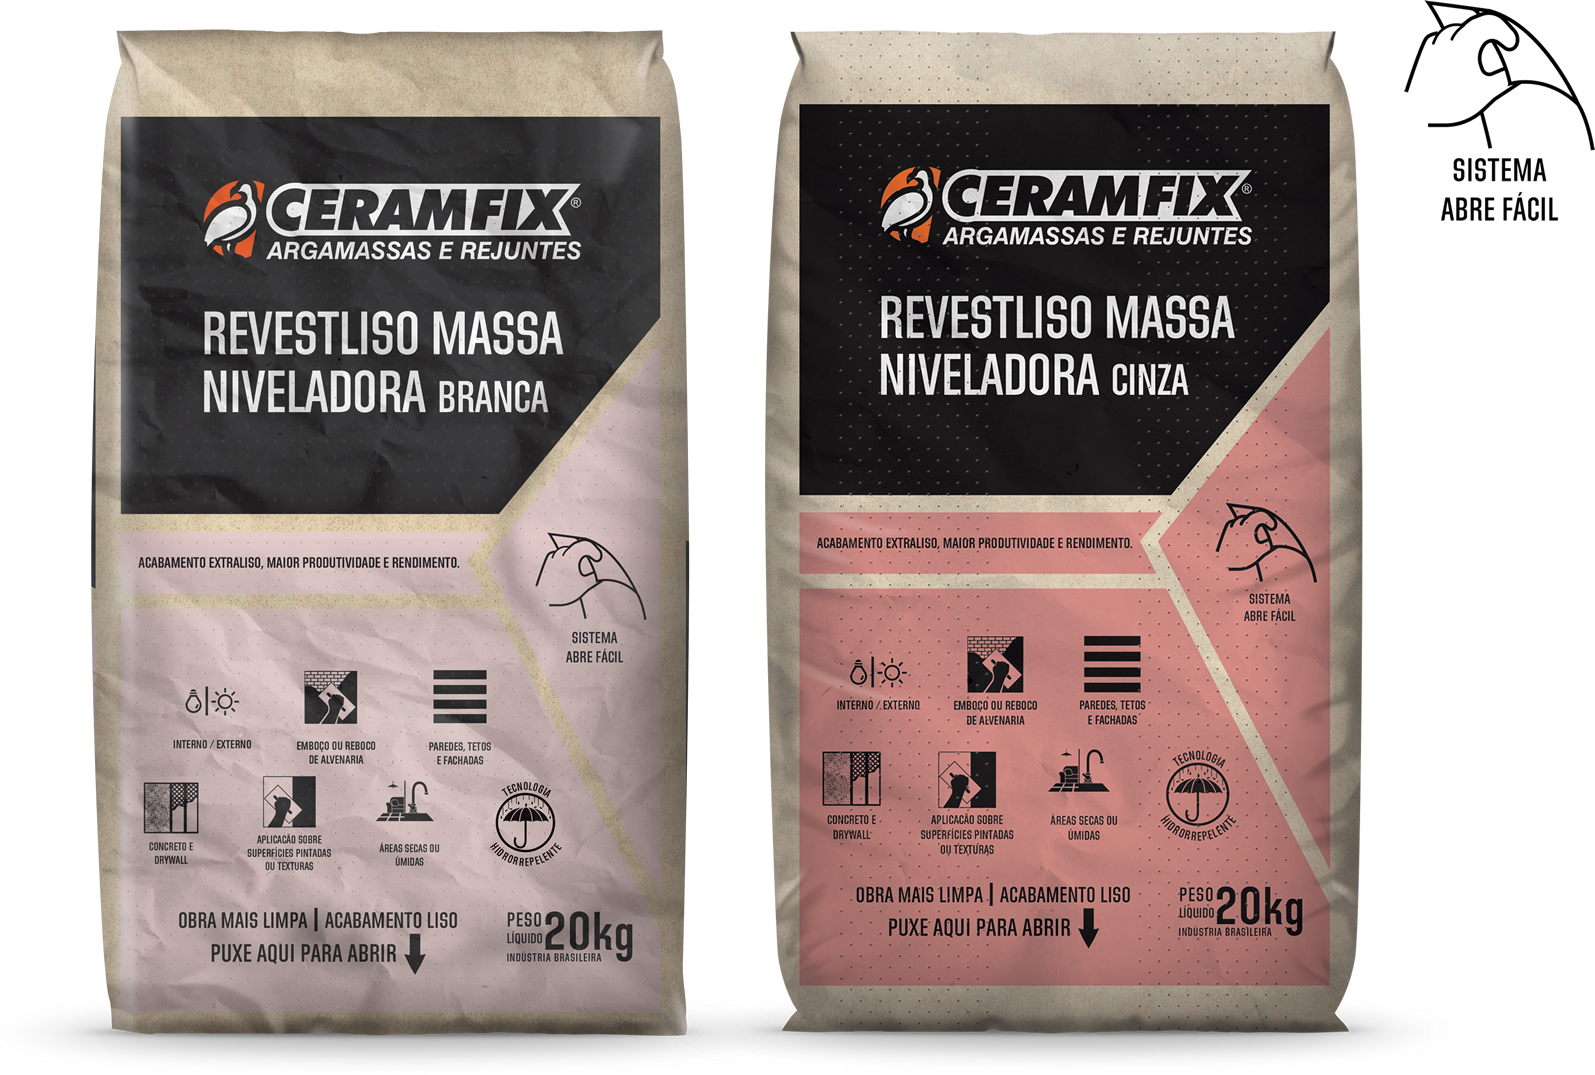 CERAMFIX®
ARGAMASSAS E REJUNTES
REVESTLISO MASSA
NIVELADORA BRANCA
ACABAMENTO EXTRALISO, MAIOR PRODUTIVIDADE E RENDIMENTO.
SISTEMA
ABRE FÁCIL
INTERNO / EXTERNO
EMBOÇO OU REBOCO
DE ALVENARIA
PAREDES, TETOS
E FACHADAS
CONCRETO E
DRYWALL
APLICAÇÃO SOBRE
SUPERFÍCIES PINTADAS
OU TEXTURAS
ÁREAS SECAS OU
ÚMIDAS
TECNOLOGIA
HIDRORREPELENTE
OBRA MAIS LIMPA | ACABAMENTO LISO
PUXE AQUI PARA ABRIR
PESO
LÍQUIDO 20kg
INDÚSTRIA BRASILEIRA
CERAMFIX®
ARGAMASSAS E REJUNTES
REVESTLISO MASSA
NIVELADORA CINZA
ACABAMENTO EXTRALISO, MAIOR PRODUTIVIDADE E RENDIMENTO.
SISTEMA
ABRE FÁCIL
INTERNO / EXTERNO
EMBOÇO OU REBOCO
DE ALVENARIA
PAREDES, TETOS
E FACHADAS
CONCRETO E
DRYWALL
APLICAÇÃO SOBRE
SUPERFÍCIES PINTADAS
OU TEXTURAS
ÁREAS SECAS OU
ÚMIDAS
TECNOLOGIA
HIDRORREPELENTE
OBRA MAIS LIMPA | ACABAMENTO LISO
PUXE AQUI PARA ABRIR
PESO
LÍQUIDO 20kg
INDÚSTRIA BRASILEIRA
SISTEMA
ABRE FÁCIL